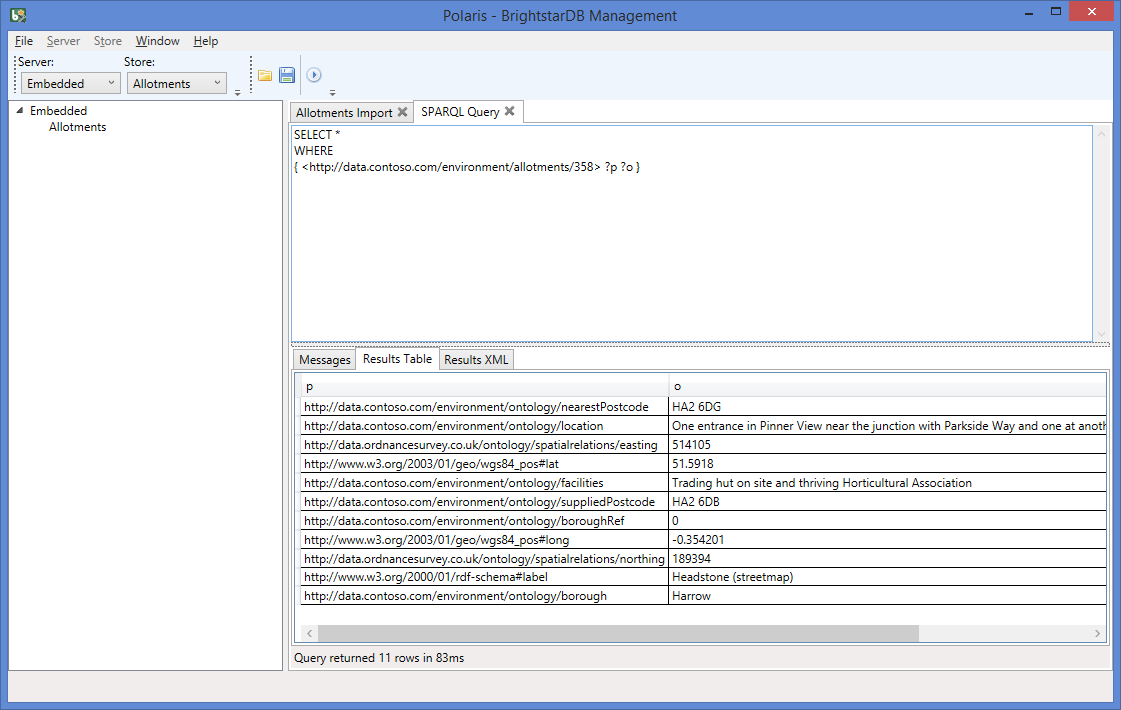 Polaris - BrightstarDB Management
File Server Store Window Help
Server: Store:
Embedded Allotments
Embedded
Allotments
Allotments Import SPARQL Query
SELECT *
WHERE
{ <http://data.contoso.com/environment/allotments/358> ?p ?o }
Messages Results Table Results XML
p o
http://data.contoso.com/environment/ontology/nearestPostcode HA2 6DG
http://data.contoso.com/environment/ontology/location One entrance in Pinner View near the junction with Parkside Way and one at anoth
http://data.ordnancesurvey.co.uk/ontology/spatialrelations/easting 514105
http://www.w3.org/2003/01/geo/wgs84_pos#lat 51.5918
http://data.contoso.com/environment/ontology/facilities Trading hut on site and thriving Horticultural Association
http://data.contoso.com/environment/ontology/suppliedPostcode HA2 6DB
http://data.contoso.com/environment/ontology/boroughRef 0
http://www.w3.org/2003/01/geo/wgs84_pos#long -0.354201
http://data.ordnancesurvey.co.uk/ontology/spatialrelations/northing 189394
http://www.w3.org/2000/01/rdf-schema#label Headstone (streetmap)
http://data.contoso.com/environment/ontology/borough Harrow
Query returned 11 rows in 83ms